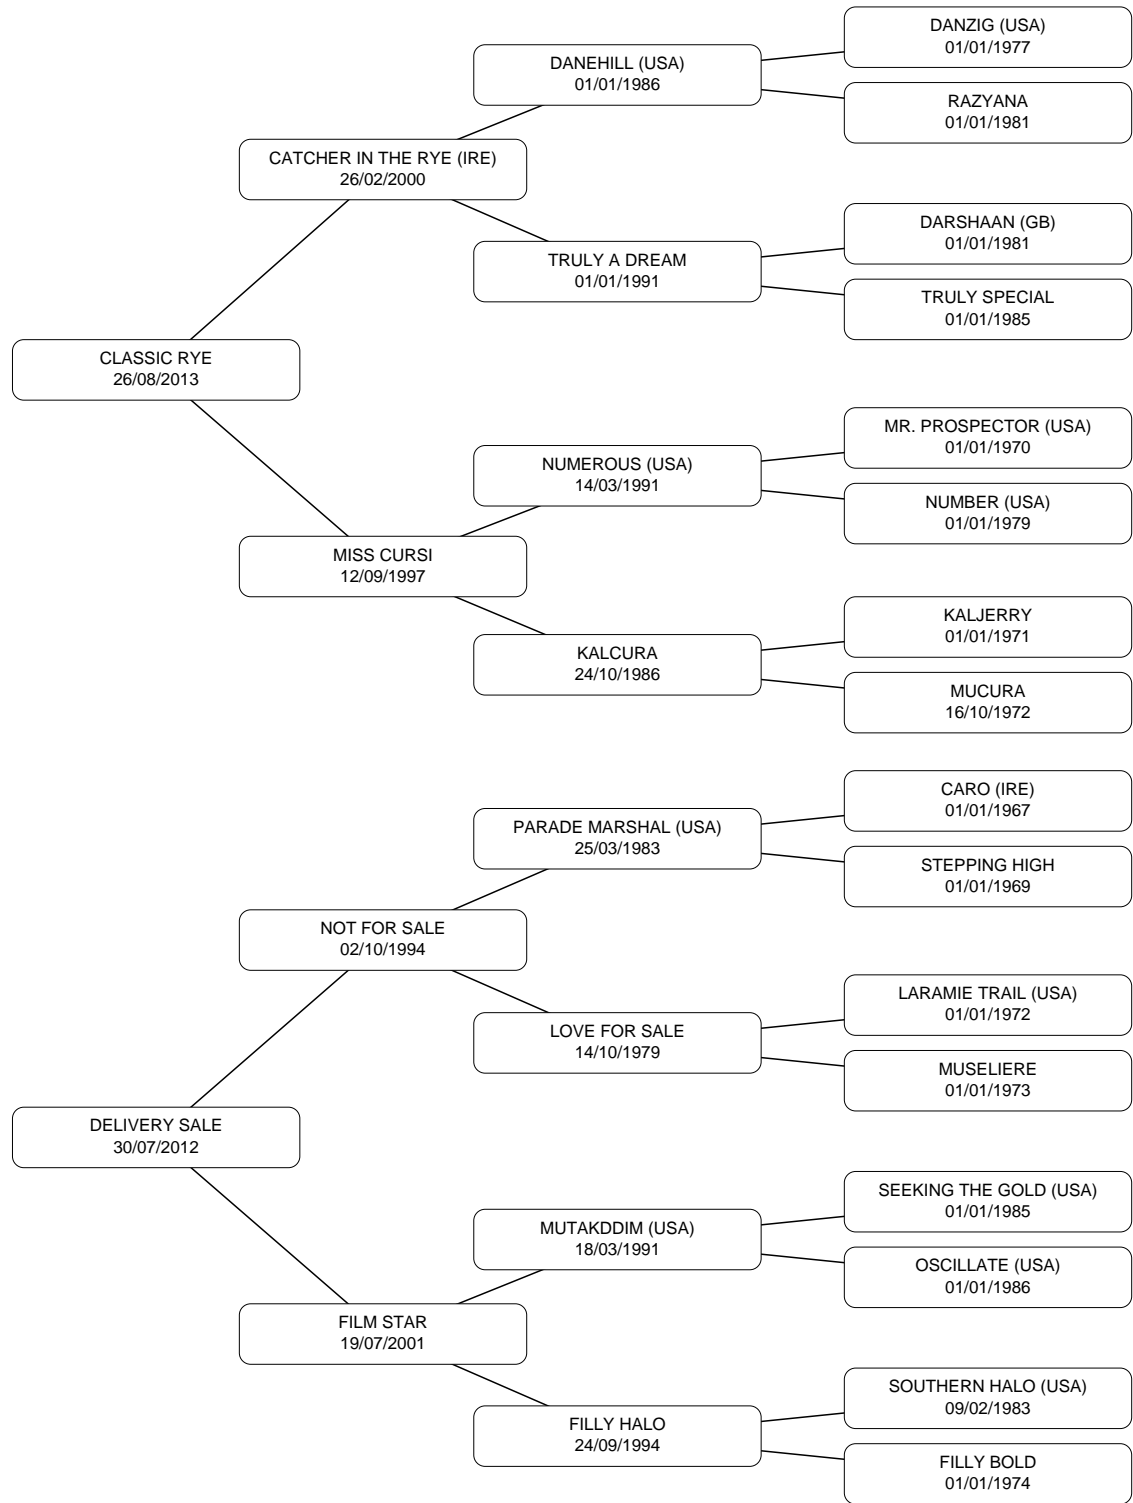 DANZIG (USA)
01/01/1977
DANEHILL (USA)
01/01/1986
RAZYANA
01/01/1981
CATCHER IN THE RYE (IRE)
26/02/2000
DARSHAAN (GB)
01/01/1981
TRULY A DREAM
01/01/1991
TRULY SPECIAL
01/01/1985
CLASSIC RYE
26/08/2013
MR. PROSPECTOR (USA)
01/01/1970
NUMEROUS (USA)
14/03/1991
NUMBER (USA)
01/01/1979
MISS CURSI
12/09/1997
KALJERRY
01/01/1971
KALCURA
24/10/1986
MUCURA
16/10/1972
CARO (IRE)
01/01/1967
PARADE MARSHAL (USA)
25/03/1983
STEPPING HIGH
01/01/1969
NOT FOR SALE
02/10/1994
LARAMIE TRAIL (USA)
01/01/1972
LOVE FOR SALE
14/10/1979
MUSELIERE
01/01/1973
DELIVERY SALE
30/07/2012
SEEKING THE GOLD (USA)
01/01/1985
MUTAKDDIM (USA)
18/03/1991
OSCILLATE (USA)
01/01/1986
FILM STAR
19/07/2001
SOUTHERN HALO (USA)
09/02/1983
FILLY HALO
24/09/1994
FILLY BOLD
01/01/1974